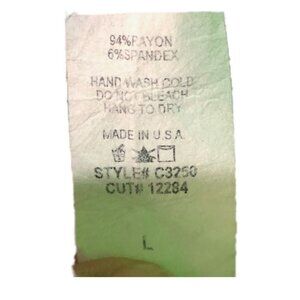 94%RAYON
6%SPANDEX
HAND WASH COLD
DO NOT BLEACH
HANG TO DRY
MADE IN U.S.A.
STYLE# C3250
CUT# 12284
L